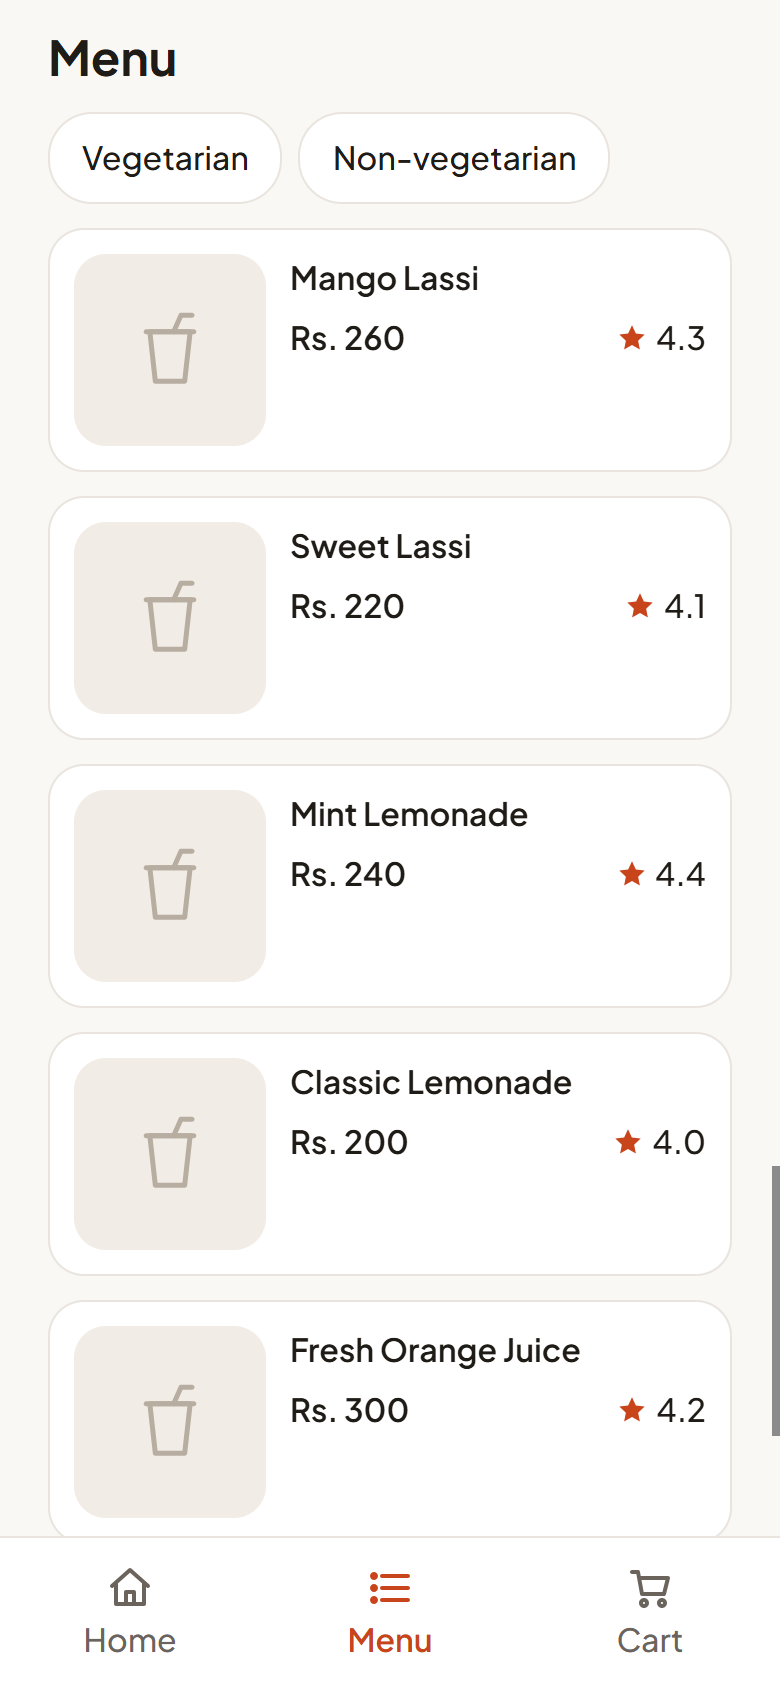 Menu
Vegetarian
Non-vegetarian
Mango Lassi
Rs. 260
4.3
Sweet Lassi
Rs. 220
4.1
Mint Lemonade
Rs. 240
4.4
Classic Lemonade
Rs. 200
4.0
Fresh Orange Juice
Rs. 300
4.2
Home
Menu
Cart